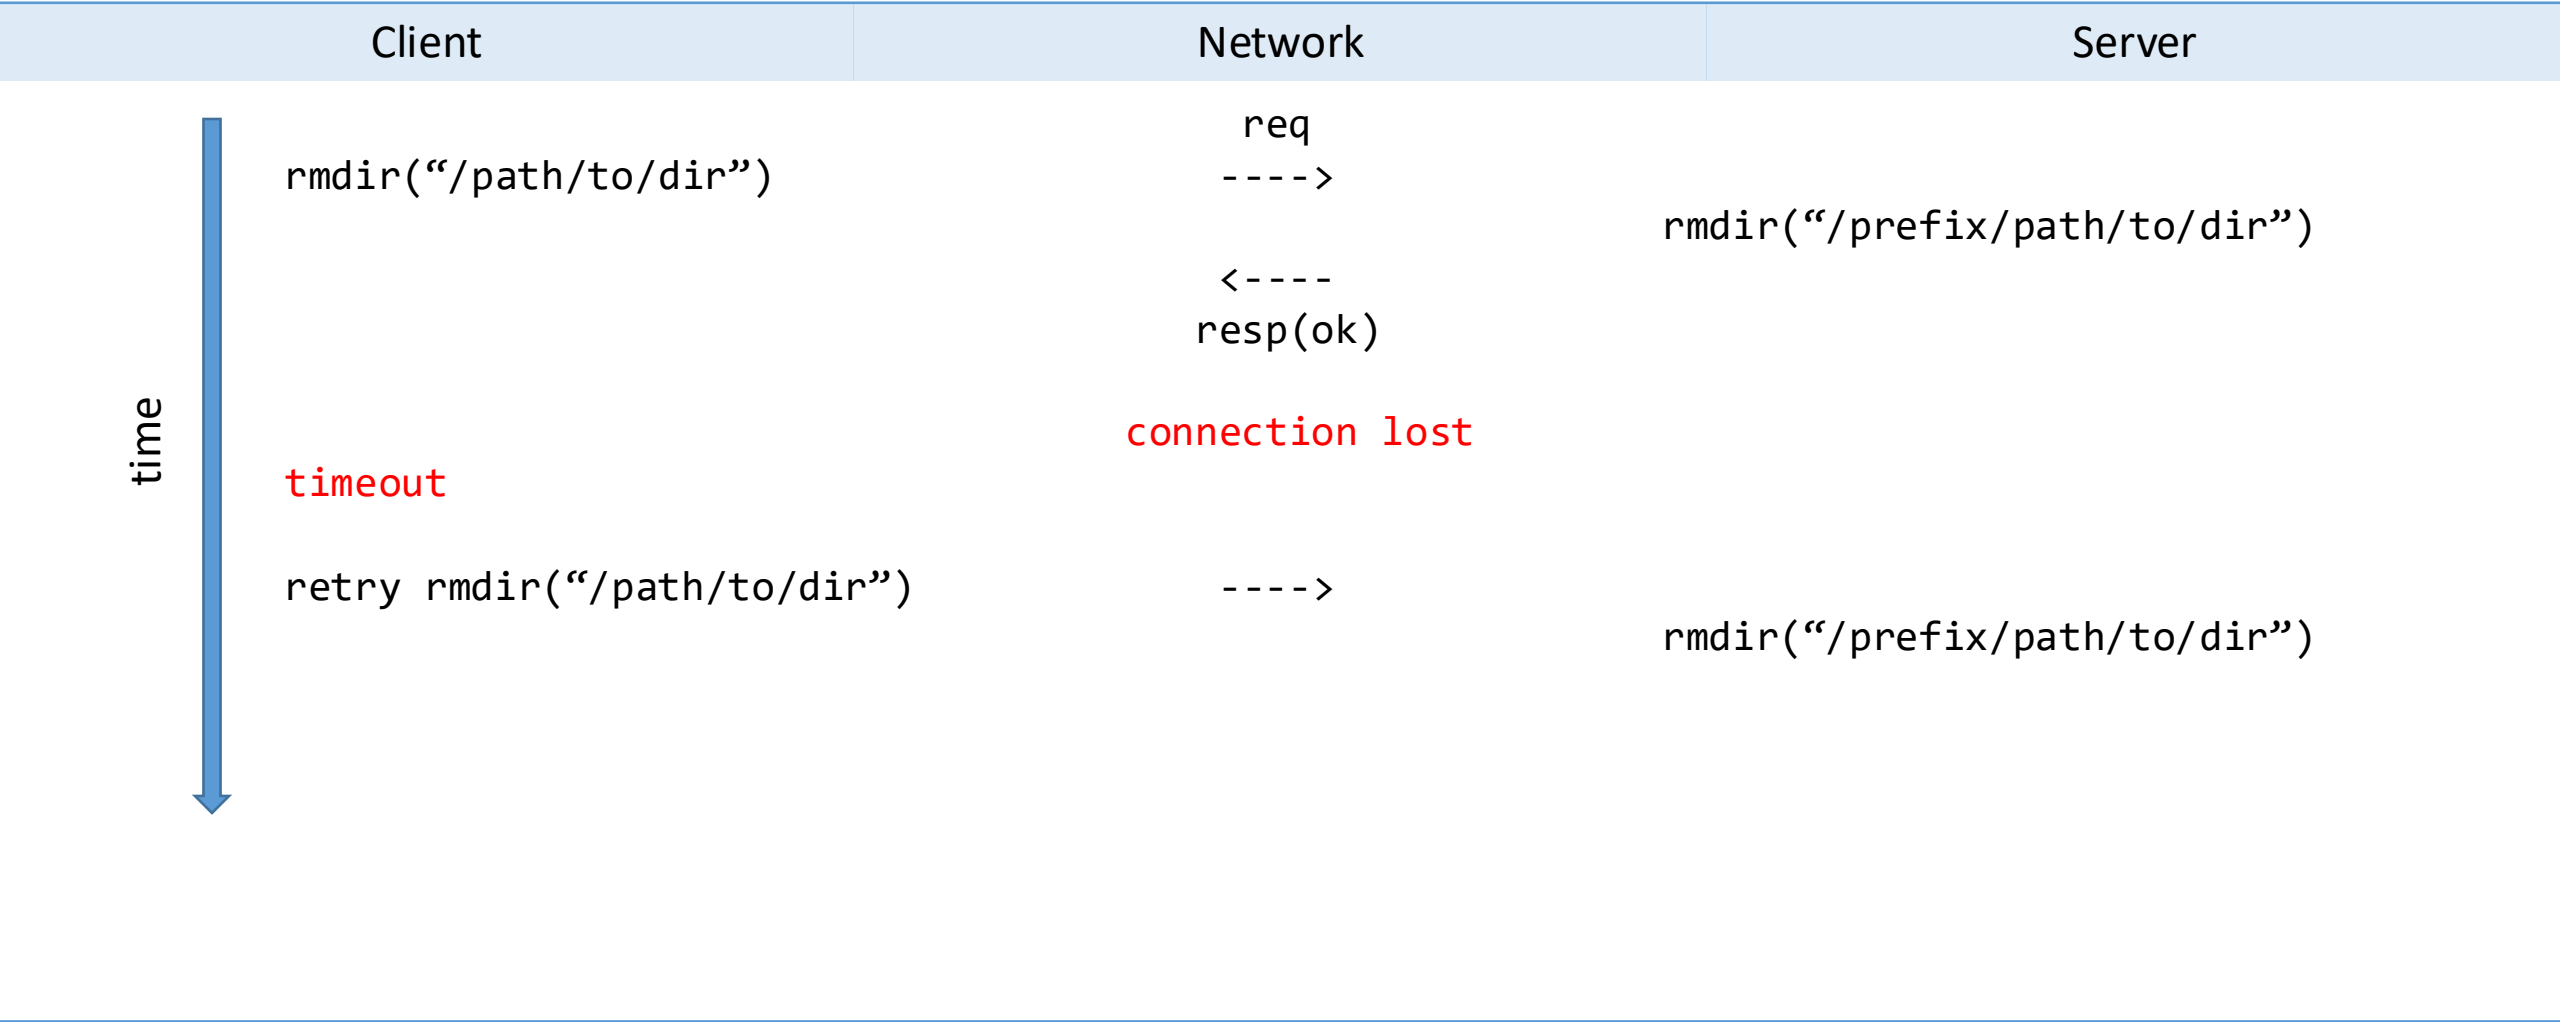 Client Network Server
req
rmdir(“/path/to/dir”) ---->
rmdir(“/prefix/path/to/dir”)
<----
resp(ok)
connection lost
time
timeout
retry rmdir(“/path/to/dir”) ---->
rmdir(“/prefix/path/to/dir”)